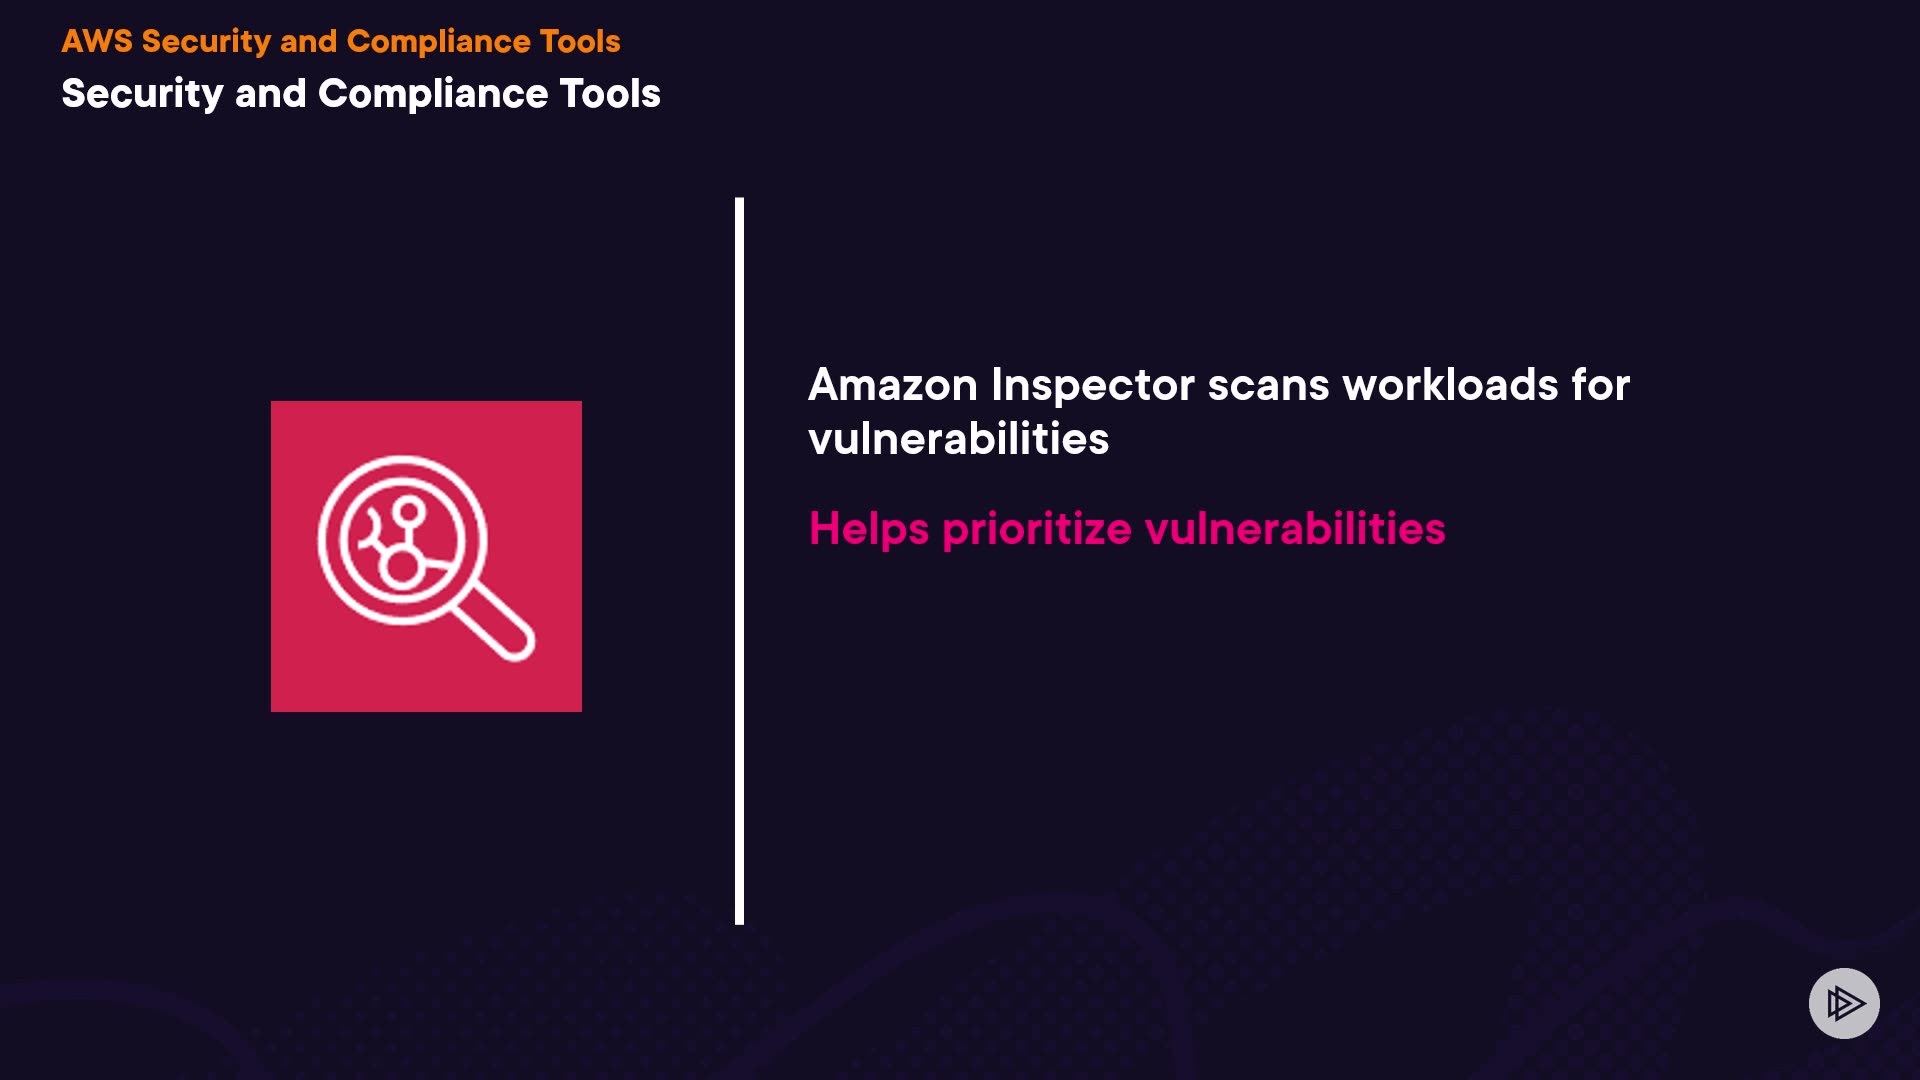 AWS Security and Compliance Tools
Security and Compliance Tools
Amazon Inspector scans workloads for
vulnerabilities
Helps prioritize vulnerabilities